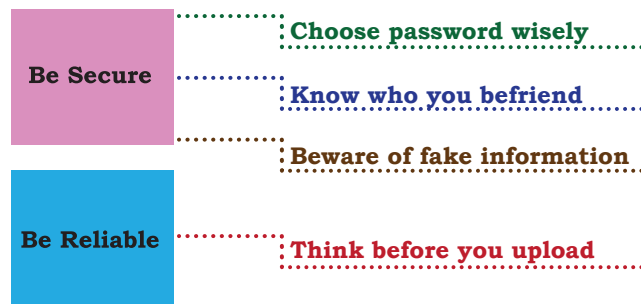 Be Secure
Choose password wisely
Know who you befriend
Beware of fake information
Be Reliable
Think before you upload